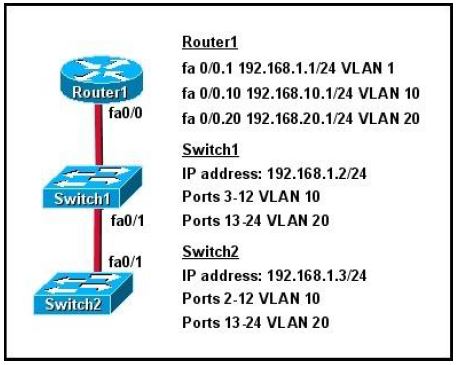 Router1
fa 0/0.1 192.168.1.1/24 VLAN 1
fa 0/0.10 192.168.10.1/24 VLAN 10
fa 0/0.20 192.168.20.1/24 VLAN 20
Switch1
IP address: 192.168.1.2/24
Ports 3-12 VLAN 10
Ports 13-24 VLAN 20
Switch2
IP address: 192.168.1.3/24
Ports 2-12 VLAN 10
Ports 13-24 VLAN 20
Router1
fa0/0
Switch1
fa0/1
fa0/1
Switch2